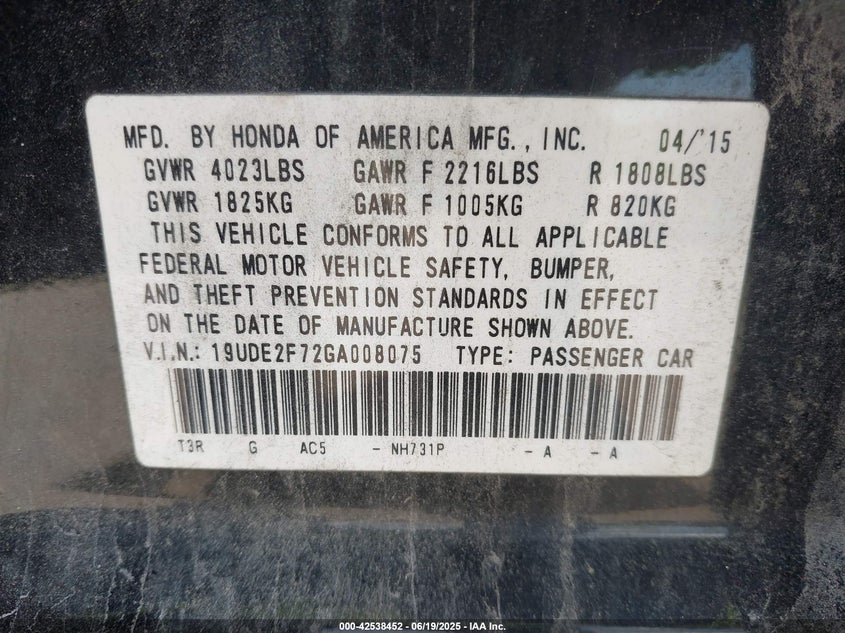 MFD. BY HONDA OF AMERICA MFG., INC. 04/'15
GVWR 4023LBS GAWR F 2216LBS R 1808LBS
GVWR 1825KG GAWR F 1005KG R 820KG
THIS VEHICLE CONFORMS TO ALL APPLICABLE
FEDERAL MOTOR VEHICLE SAFETY, BUMPER,
AND THEFT PREVENTION STANDARDS IN EFFECT
ON THE DATE OF MANUFACTURE SHOWN ABOVE.
V.I.N.: 19UDE2F72GA008075 TYPE: PASSENGER CAR
T3R G AC5 - NH731P - A - A
000-42538452 - 06/19/2025 - IAA Inc.